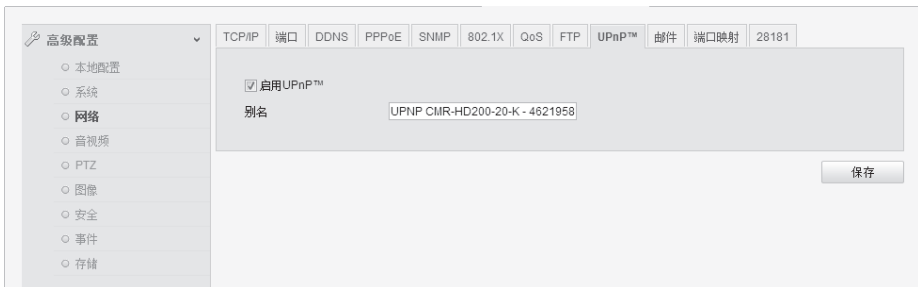 高级配置
本地配置
系统
网络
音视频
PTZ
图像
安全
事件
存储
TCP/IP 端口 DDNS PPPoE SNMP 802.1X QoS FTP UPnP™ 邮件 端口映射 28181
启用UPnP™
别名 UPNP CMR-HD200-20-K - 4621958
保存